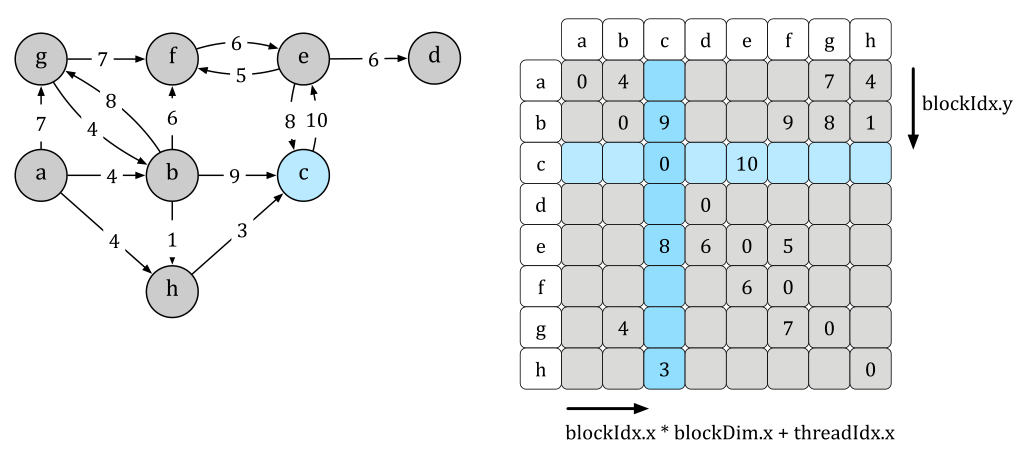 g 7 f 6 e 6 d
5
8
7 4 6 8 10
a 4 b 9 c
4 1 3
h
a b c d e f g h
a 0 4 7 4
b 0 9 9 8 1
c 0 10
d 0
e 8 6 0 5
f 6 0
g 4 7 0
h 3 0
blockIdx.y
blockIdx.x * blockDim.x + threadIdx.x